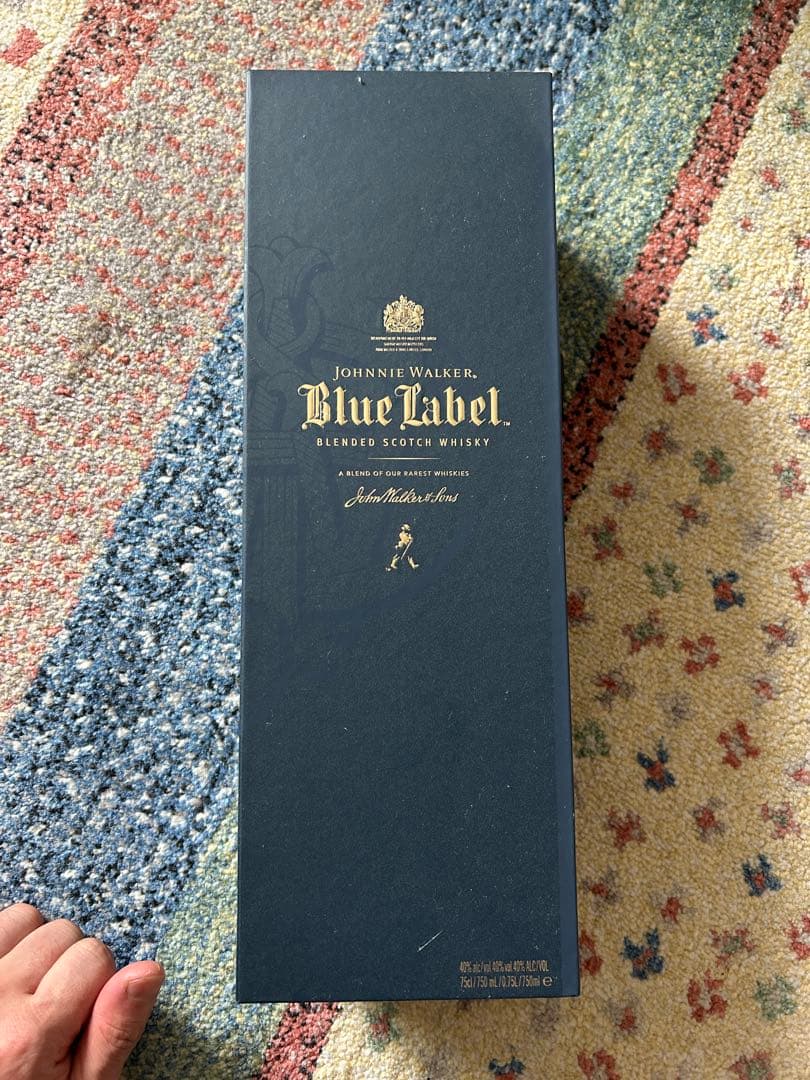 JOHNNIE WALKER®
Blue Label™
BLENDED SCOTCH WHISKY
A BLEND OF OUR RAREST WHISKIES
John Walker & Sons
40% alc/vol 40% vol 40% ALC/VOL
75cl / 750 mL / 0.75L / 750ml e